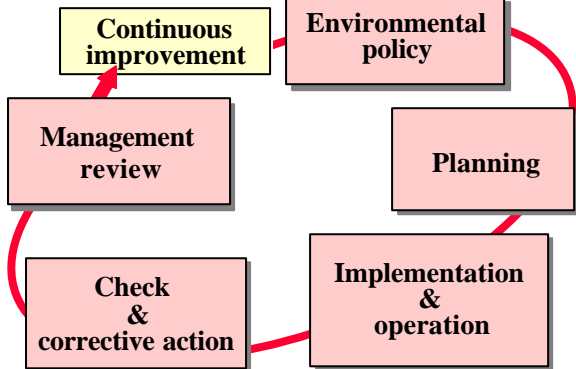 Continuous
improvement
Environmental
policy
Planning
Implementation
&
operation
Check
&
corrective action
Management
review